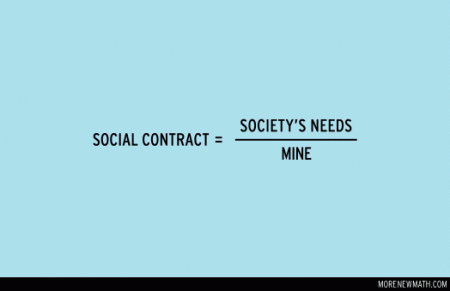 SOCIETY'S NEEDS
SOCIAL CONTRACT =
MINE
MORENEWMATH.COM